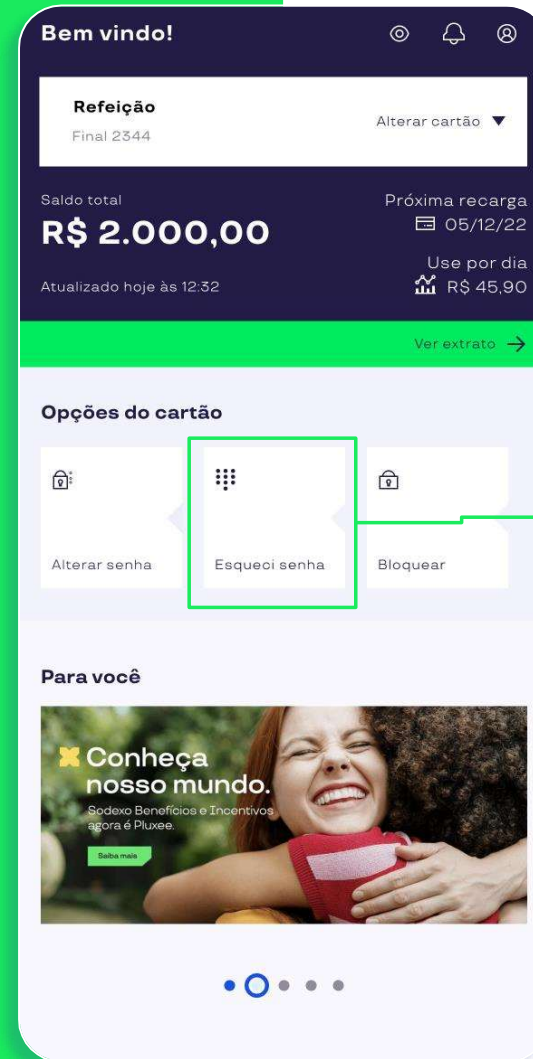 Bem vindo!
Refeição
Final 2344
Alterar cartão
Saldo total
R$ 2.000,00
Atualizado hoje às 12:32
Próxima recarga
05/12/22
Use por dia
R$ 45,90
Ver extrato
Opções do cartão
Alterar senha
Esqueci senha
Bloquear
Para você
Conheça
nosso mundo.
Sodexo Benefícios e Incentivos
agora é Pluxee.
Saiba mais